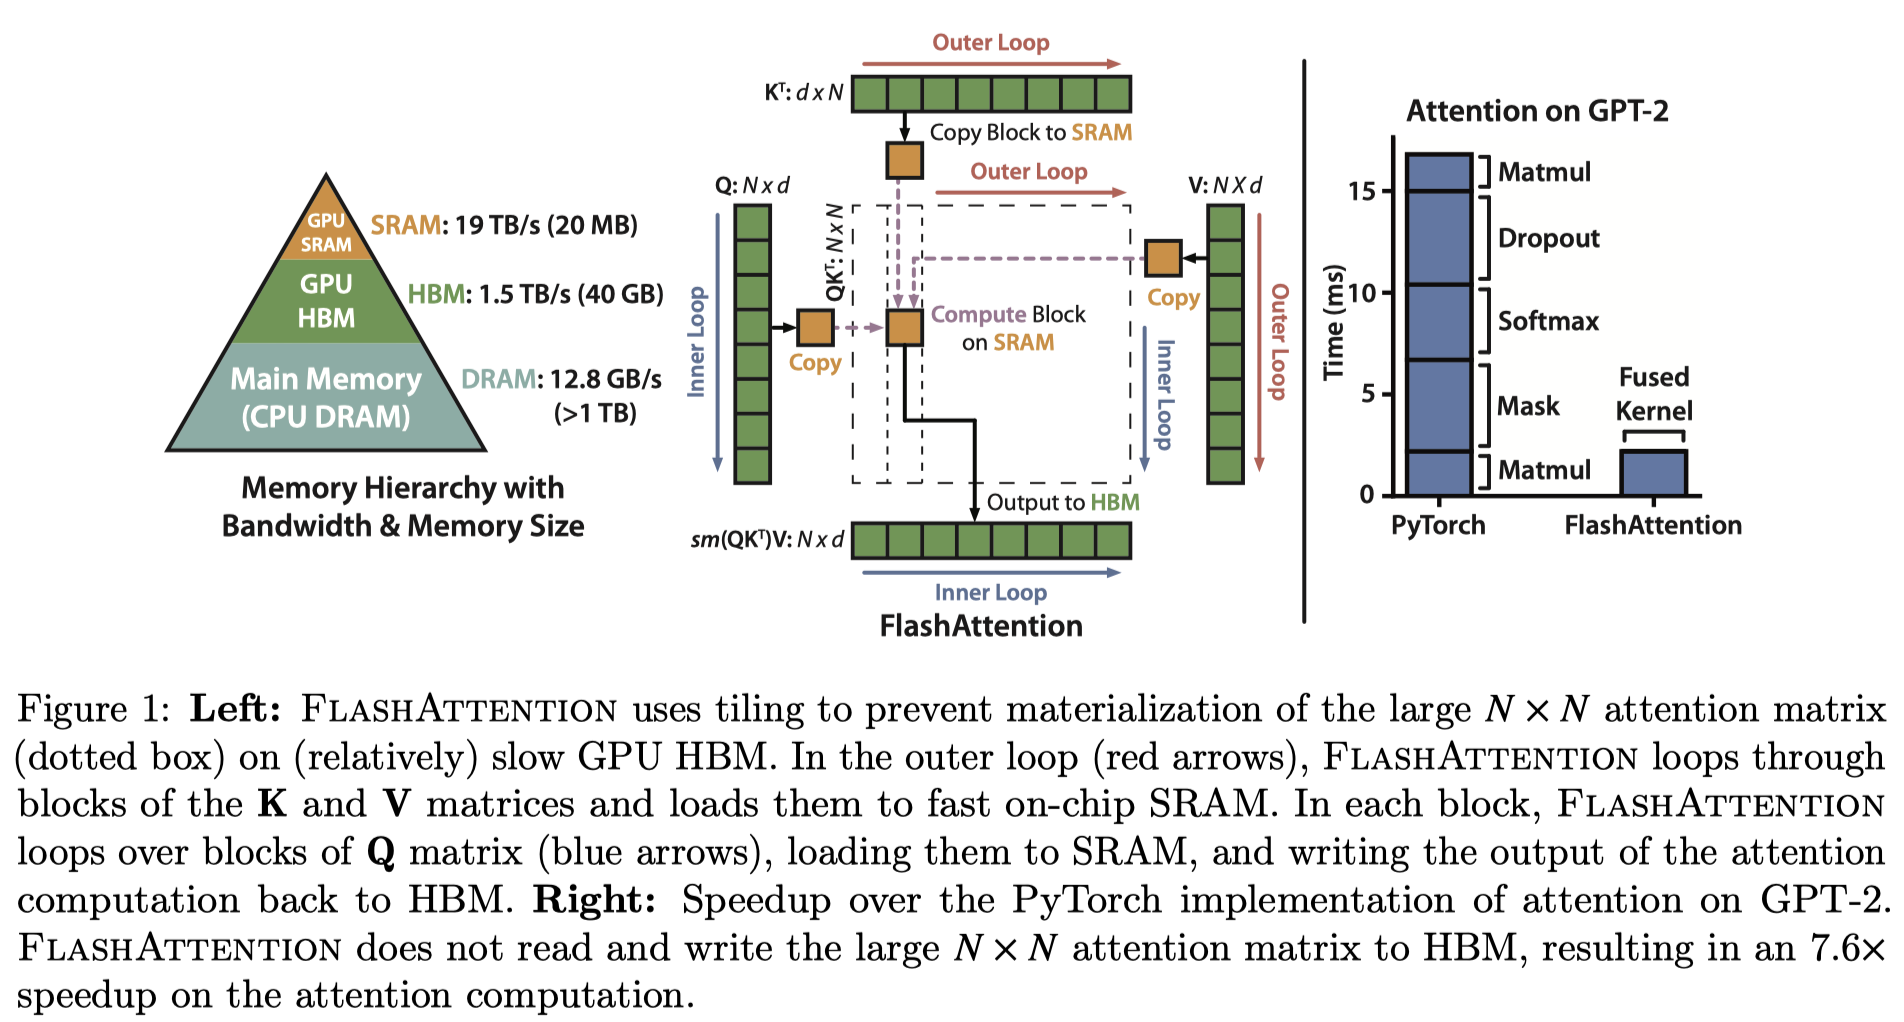 GPU
SRAM
SRAM: 19 TB/s (20 MB)
GPU
HBM
HBM: 1.5 TB/s (40 GB)
Main Memory
(CPU DRAM)
DRAM: 12.8 GB/s
(>1 TB)
Memory Hierarchy with
Bandwidth & Memory Size
Outer Loop
Kᵀ: d x N
Copy Block to SRAM
Outer Loop
Q: N x d
V: N X d
QKᵀ: N x N
Inner Loop
Copy
Compute Block
on SRAM
Copy
Inner Loop
Outer Loop
Output to HBM
sm(QKᵀ)V: N x d
Inner Loop
FlashAttention
Attention on GPT-2
Time (ms)
15
10
5
0
Matmul
Dropout
Softmax
Mask
Matmul
Fused
Kernel
PyTorch
FlashAttention
Figure 1: Left: FLASHATTENTION uses tiling to prevent materialization of the large N × N attention matrix
(dotted box) on (relatively) slow GPU HBM. In the outer loop (red arrows), FLASHATTENTION loops through
blocks of the K and V matrices and loads them to fast on-chip SRAM. In each block, FLASHATTENTION
loops over blocks of Q matrix (blue arrows), loading them to SRAM, and writing the output of the attention
computation back to HBM. Right: Speedup over the PyTorch implementation of attention on GPT-2.
FLASHATTENTION does not read and write the large N × N attention matrix to HBM, resulting in an 7.6×
speedup on the attention computation.